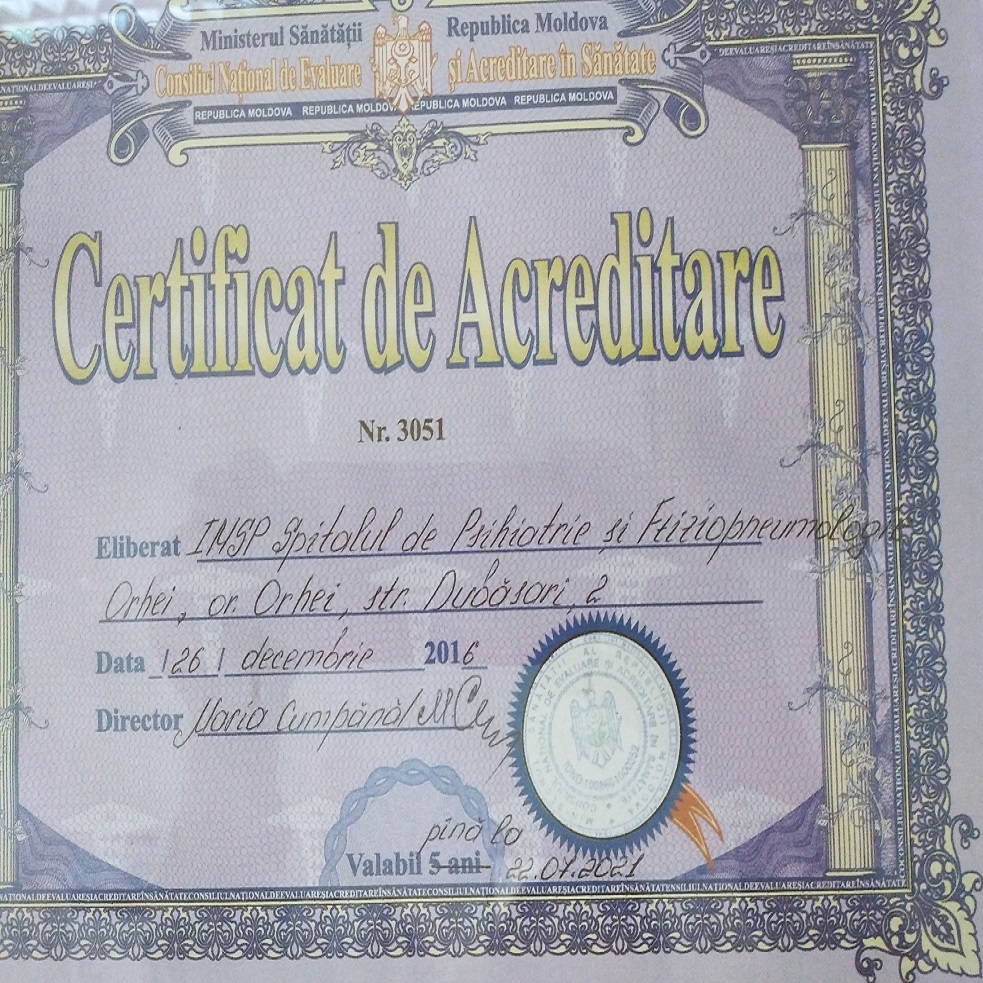 Ministerul Sănătății Republica Moldova
Consiliul Național de Evaluare și Acreditare în Sănătate
REPUBLICA MOLDOVA REPUBLICA MOLDOVA REPUBLICA MOLDOVA REPUBLICA MOLDOVA
Certificat de Acreditare
Nr. 3051
Eliberat IMSP Spitalul de Psihiatrie și Ftiziopneumologie
Orhei, or. Orhei, str. Dubăsari, 2
Data 26 decembrie 2016
Director Maria Cumpănă
pînă la
Valabil 5 ani 22.07.2021